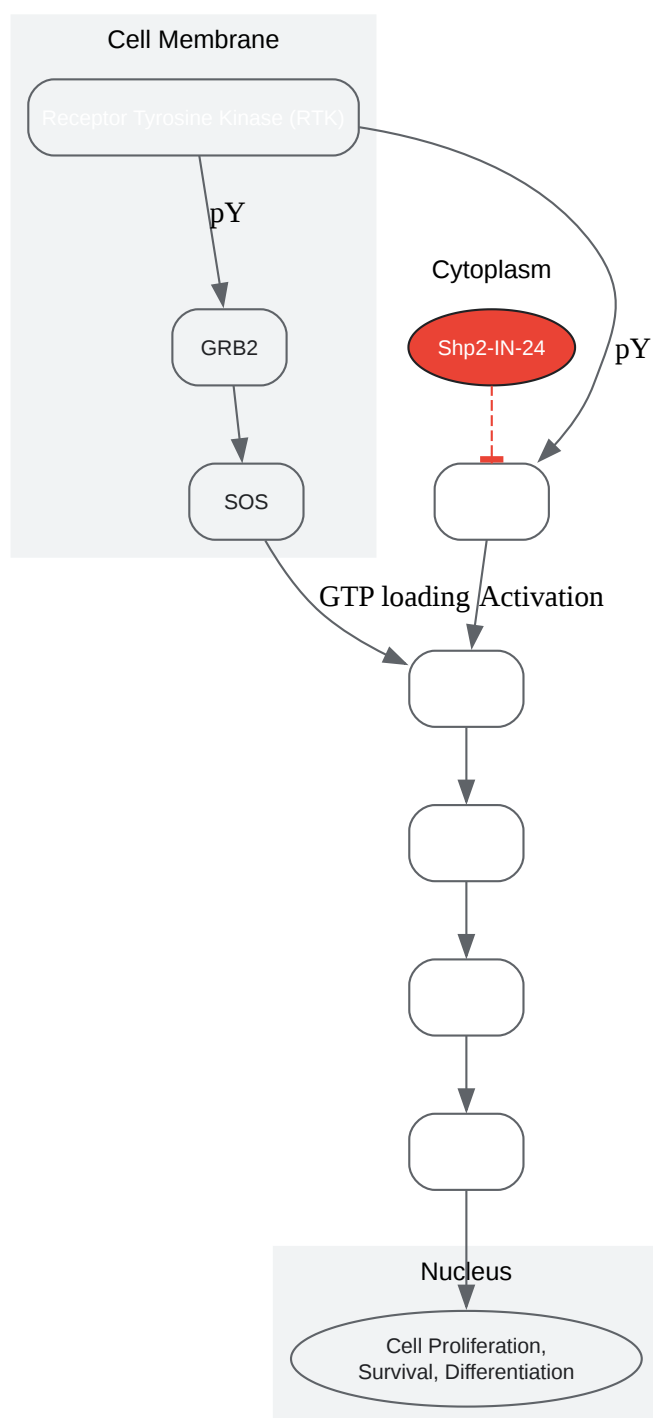 Cell Membrane
Receptor Tyrosine Kinase (RTK)
pY
Cytoplasm
GRB2
Shp2-IN-24
pY
SOS
GTP loading
Activation
Nucleus
Cell Proliferation,
Survival, Differentiation